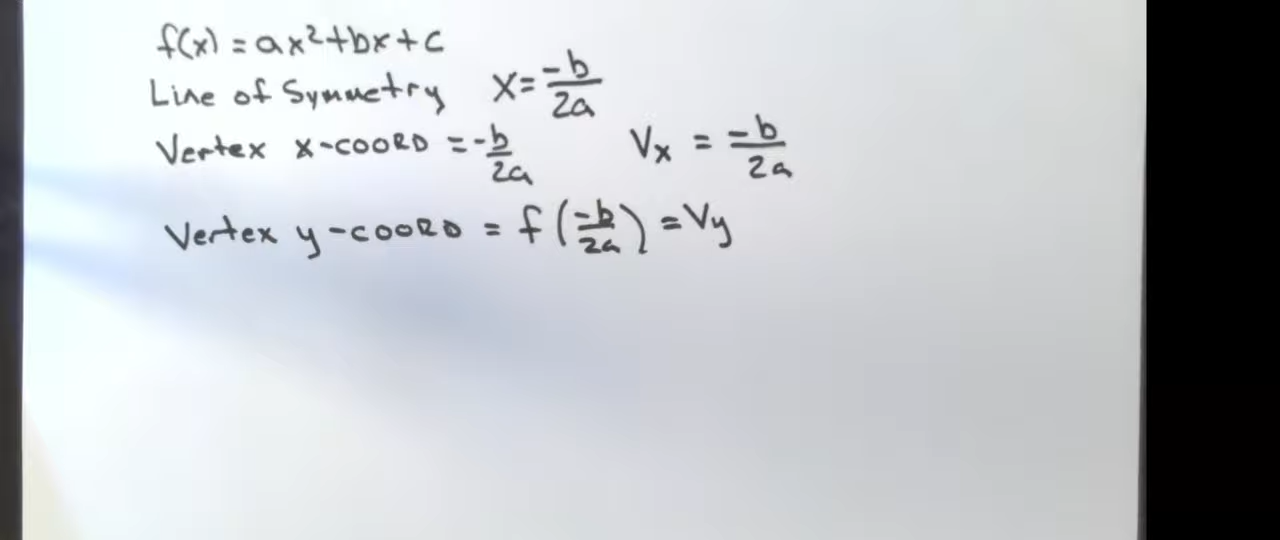 f(x) = ax²+bx+c
Line of Symmetry x = -b/2a
Vertex x-coord = -b/2a Vx = -b/2a
Vertex y-coord = f(-b/2a) = Vy